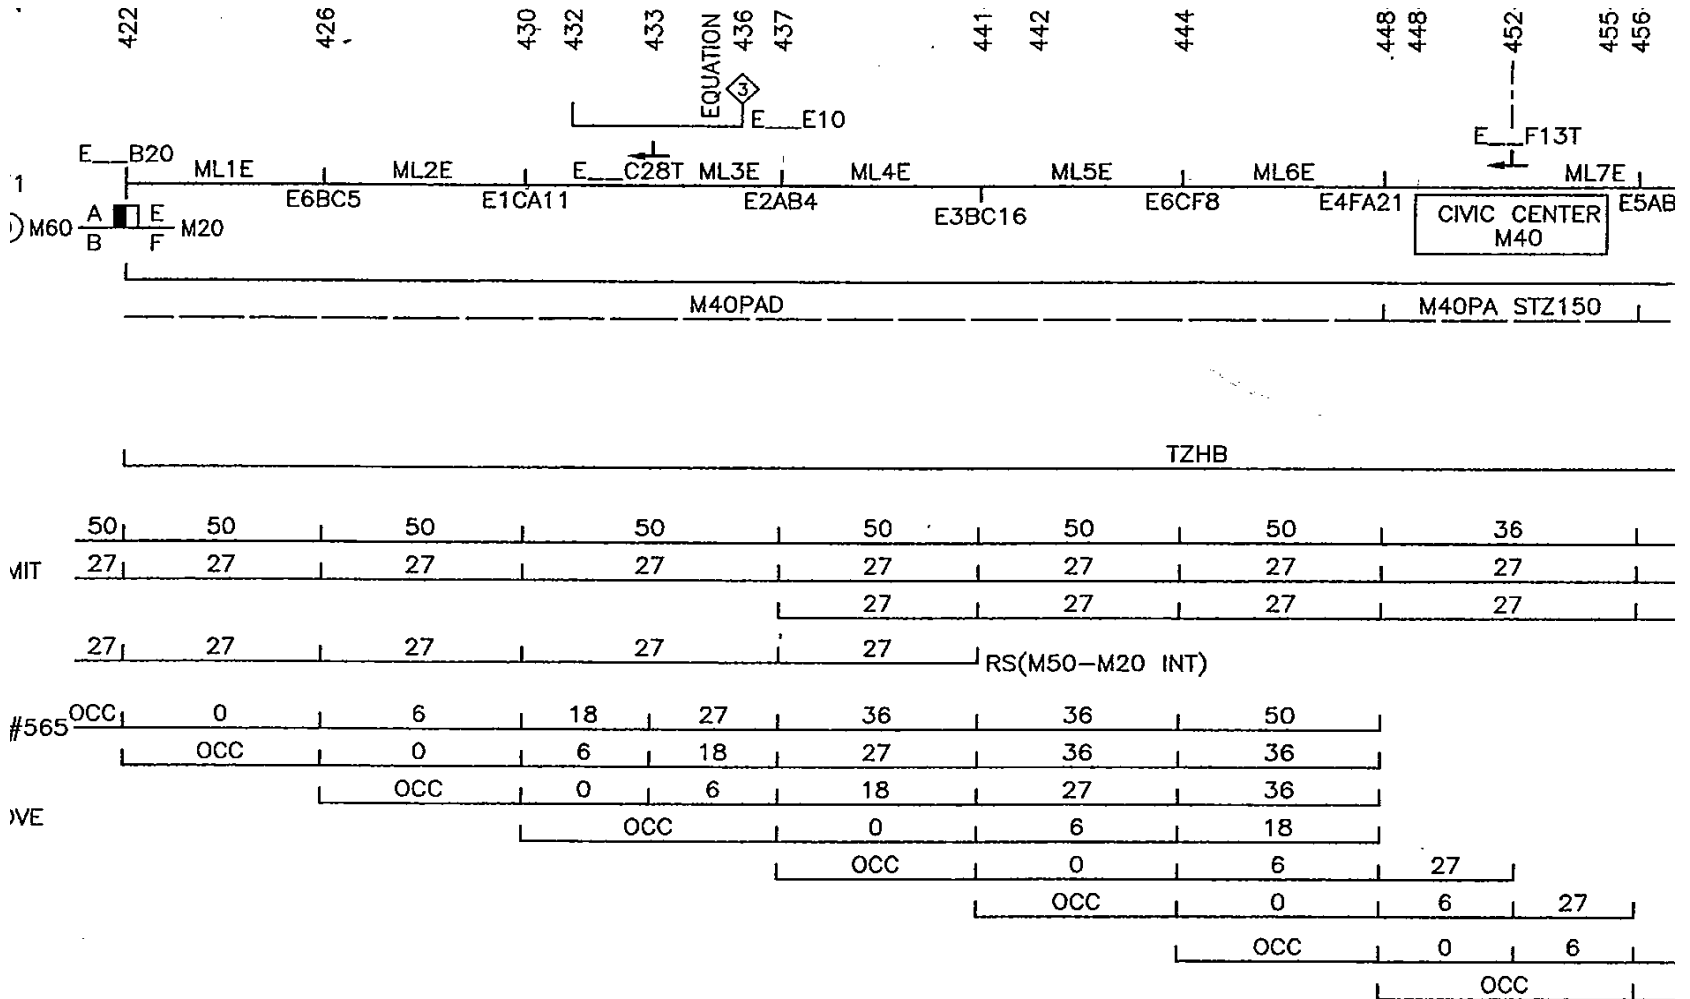 422 426 430 432 433 436 437 441 442 444 448 448 452 455 456
EQUATION
3
E___E10
E__B20
E__F13T
1 ML1E ML2E E__C28T ML3E ML4E ML5E ML6E ML7E
E6BC5 E1CA11 E2AB4 E3BC16 E6CF8 E4FA21 E5AB
M60 A E M20
B F
CIVIC CENTER
M40
M40PAD M40PA STZ150
TZHB
50 50 50 50 50 50 50 36
MIT 27 27 27 27 27 27 27 27
27 27 27 27
27 27 27 27 27 RS(M50-M20 INT)
#565 OCC 0 6 18 27 36 36 50
OCC 0 6 18 27 36 36
OCC 0 6 18 27 36
OVE
OCC 0 6 18
OCC 0 6 27
OCC 0 6 27
OCC 0 6
OCC